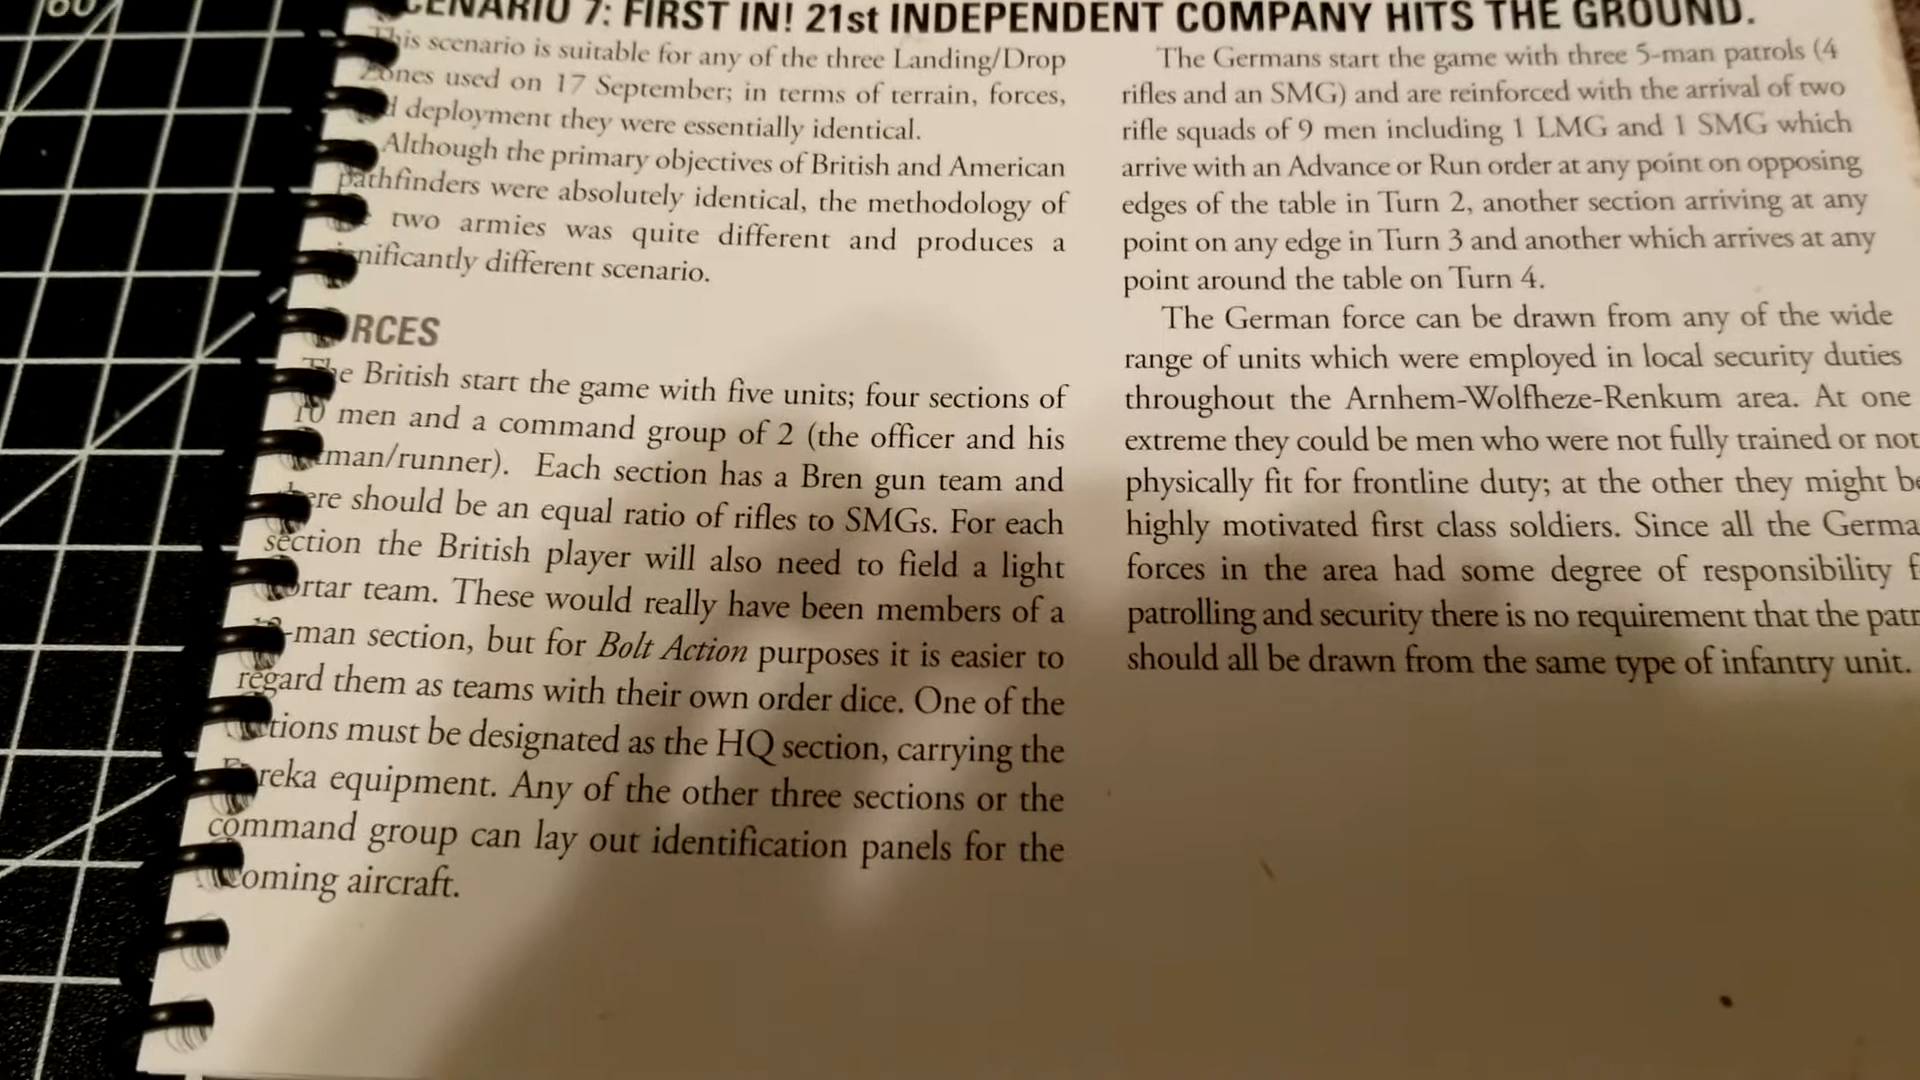 60
SCENARIO 7: FIRST IN! 21st INDEPENDENT COMPANY HITS THE GROUND.
This scenario is suitable for any of the three Landing/Drop
Zones used on 17 September; in terms of terrain, forces,
deployment they were essentially identical.
Although the primary objectives of British and American
pathfinders were absolutely identical, the methodology of
two armies was quite different and produces a
significantly different scenario.
FORCES
The British start the game with five units; four sections of
10 men and a command group of 2 (the officer and his
batman/runner). Each section has a Bren gun team and
there should be an equal ratio of rifles to SMGs. For each
section the British player will also need to field a light
mortar team. These would really have been members of a
-man section, but for Bolt Action purposes it is easier to
regard them as teams with their own order dice. One of the
sections must be designated as the HQ section, carrying the
Eureka equipment. Any of the other three sections or the
command group can lay out identification panels for the
incoming aircraft.
The Germans start the game with three 5-man patrols (4
rifles and an SMG) and are reinforced with the arrival of two
rifle squads of 9 men including 1 LMG and 1 SMG which
arrive with an Advance or Run order at any point on opposing
edges of the table in Turn 2, another section arriving at any
point on any edge in Turn 3 and another which arrives at any
point around the table on Turn 4.
The German force can be drawn from any of the wide
range of units which were employed in local security duties
throughout the Arnhem-Wolfheze-Renkum area. At one
extreme they could be men who were not fully trained or not
physically fit for frontline duty; at the other they might be
highly motivated first class soldiers. Since all the Germa
forces in the area had some degree of responsibility f
patrolling and security there is no requirement that the patr
should all be drawn from the same type of infantry unit.